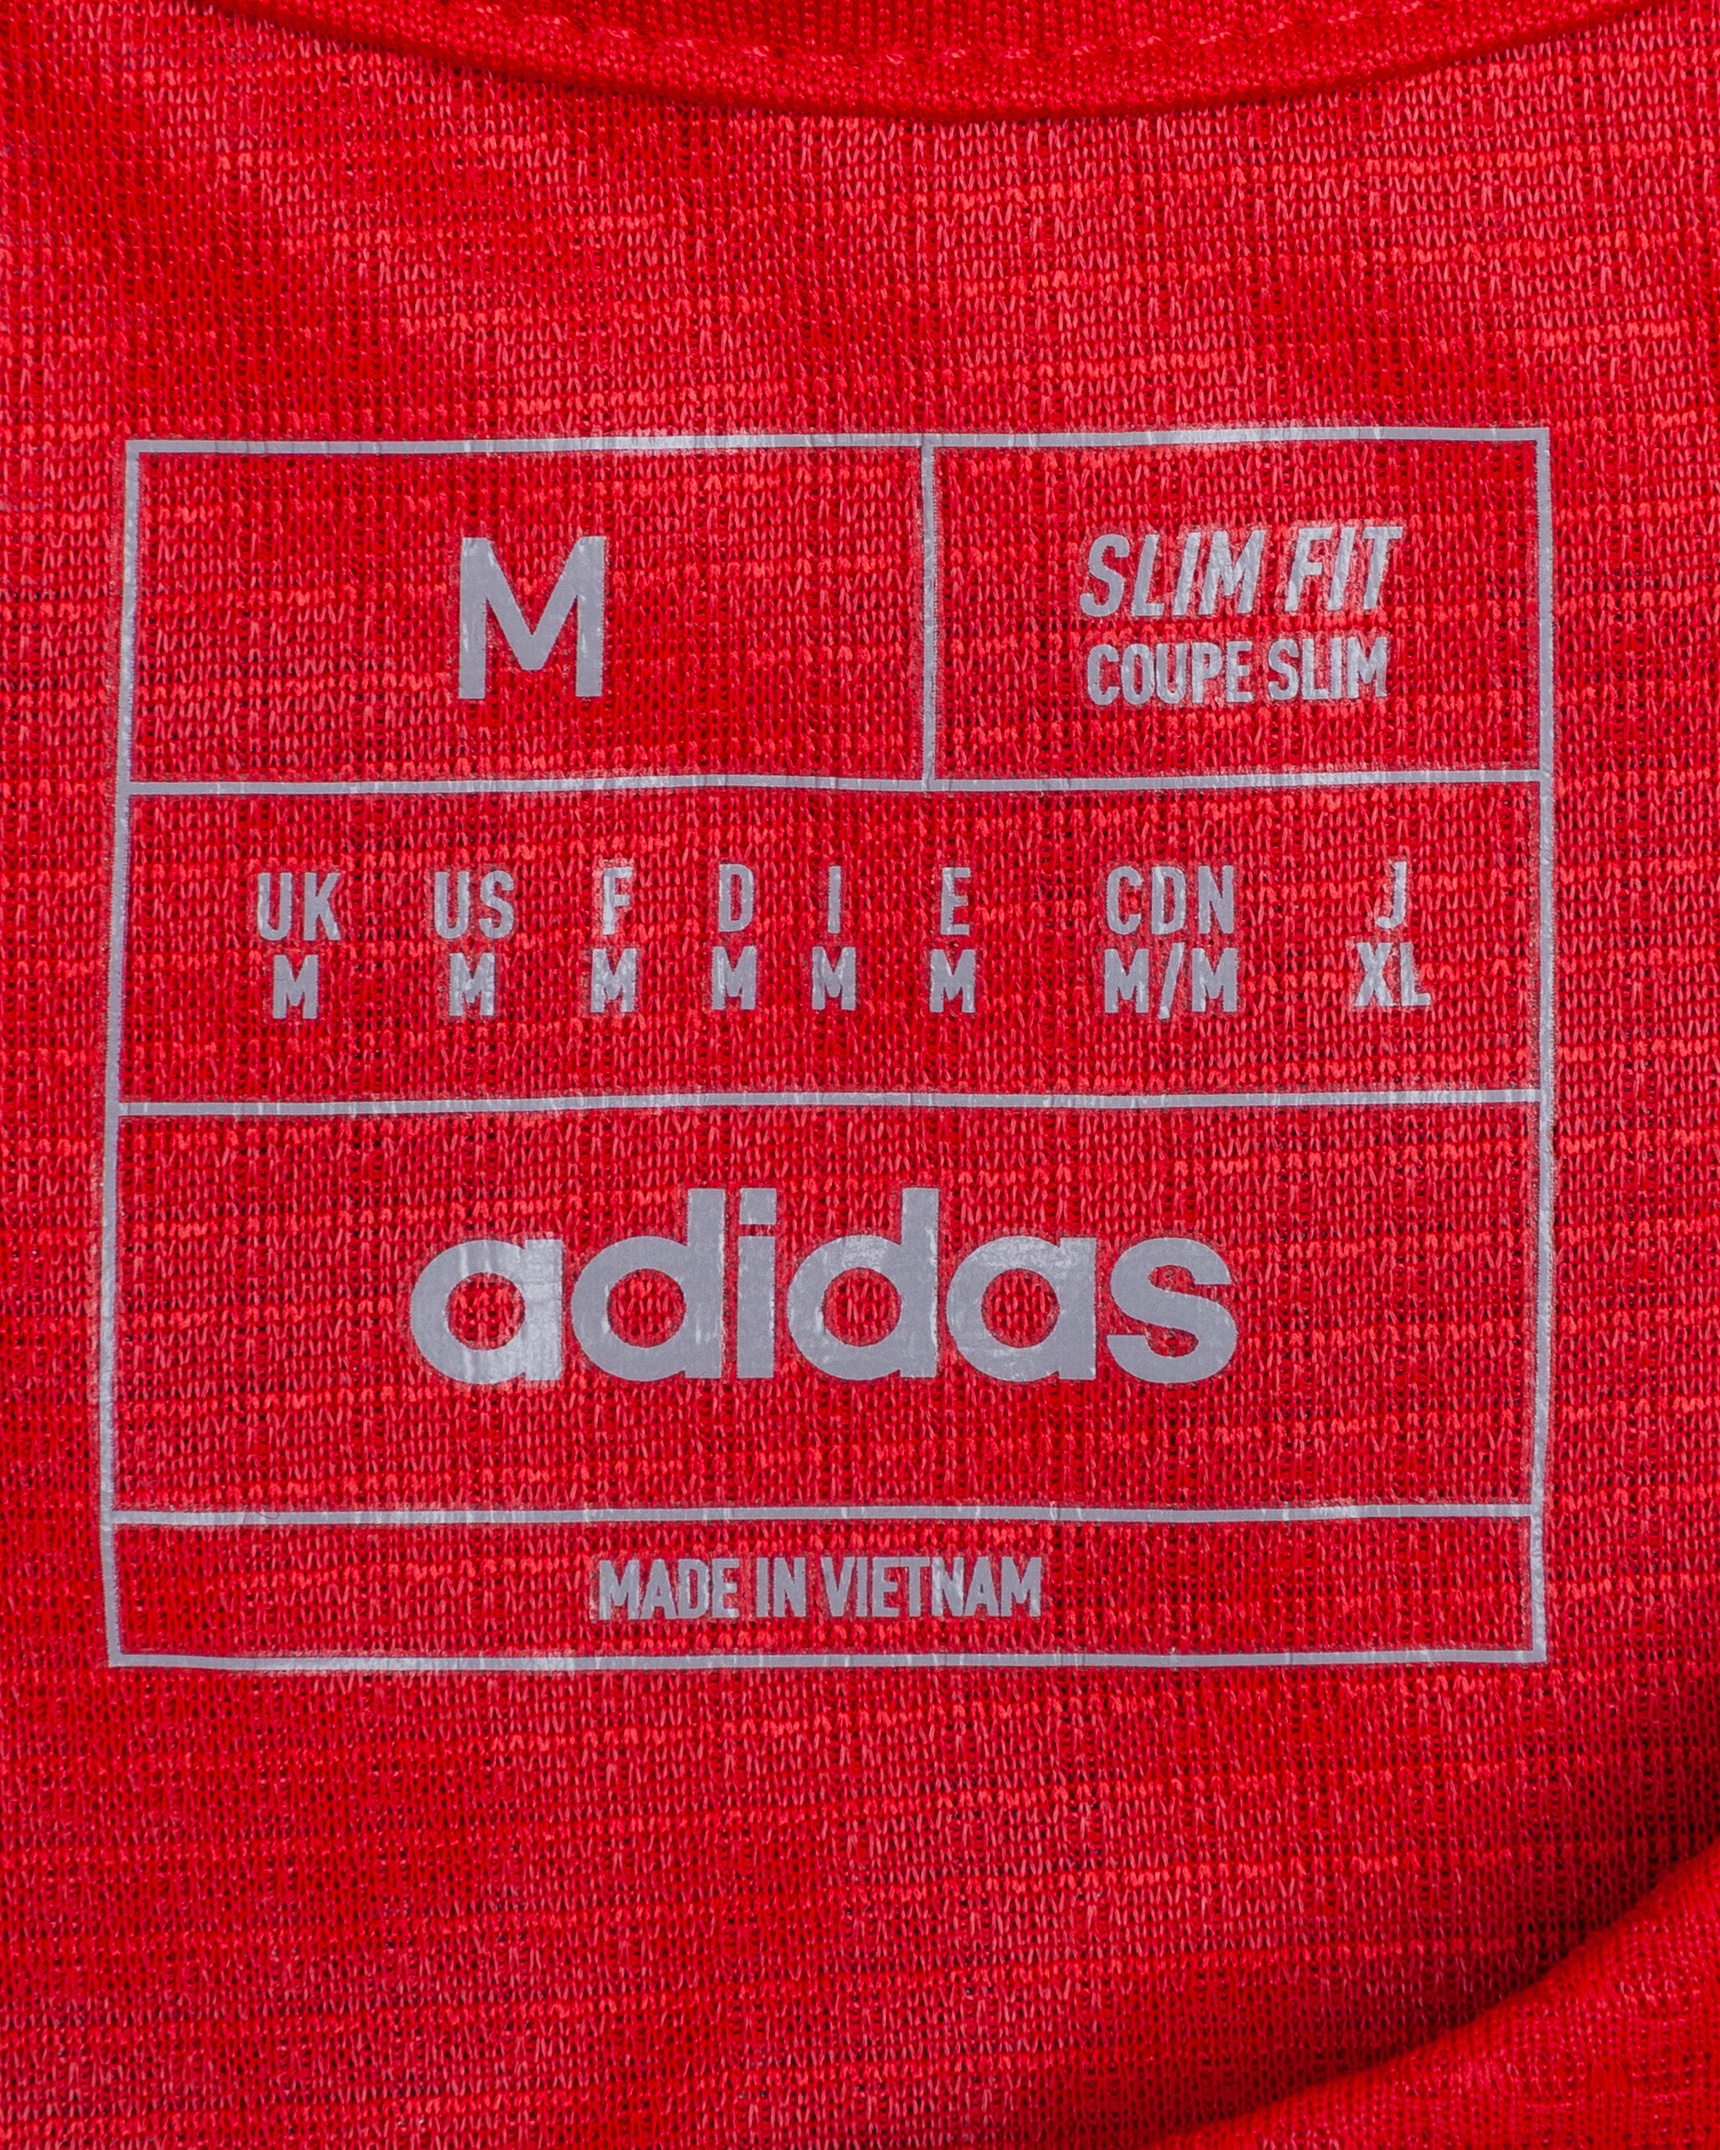 M
SLIM FIT
COUPE SLIM
UK US F D I E CDN J
M M M M M M M/M XL
adidas
MADE IN VIETNAM